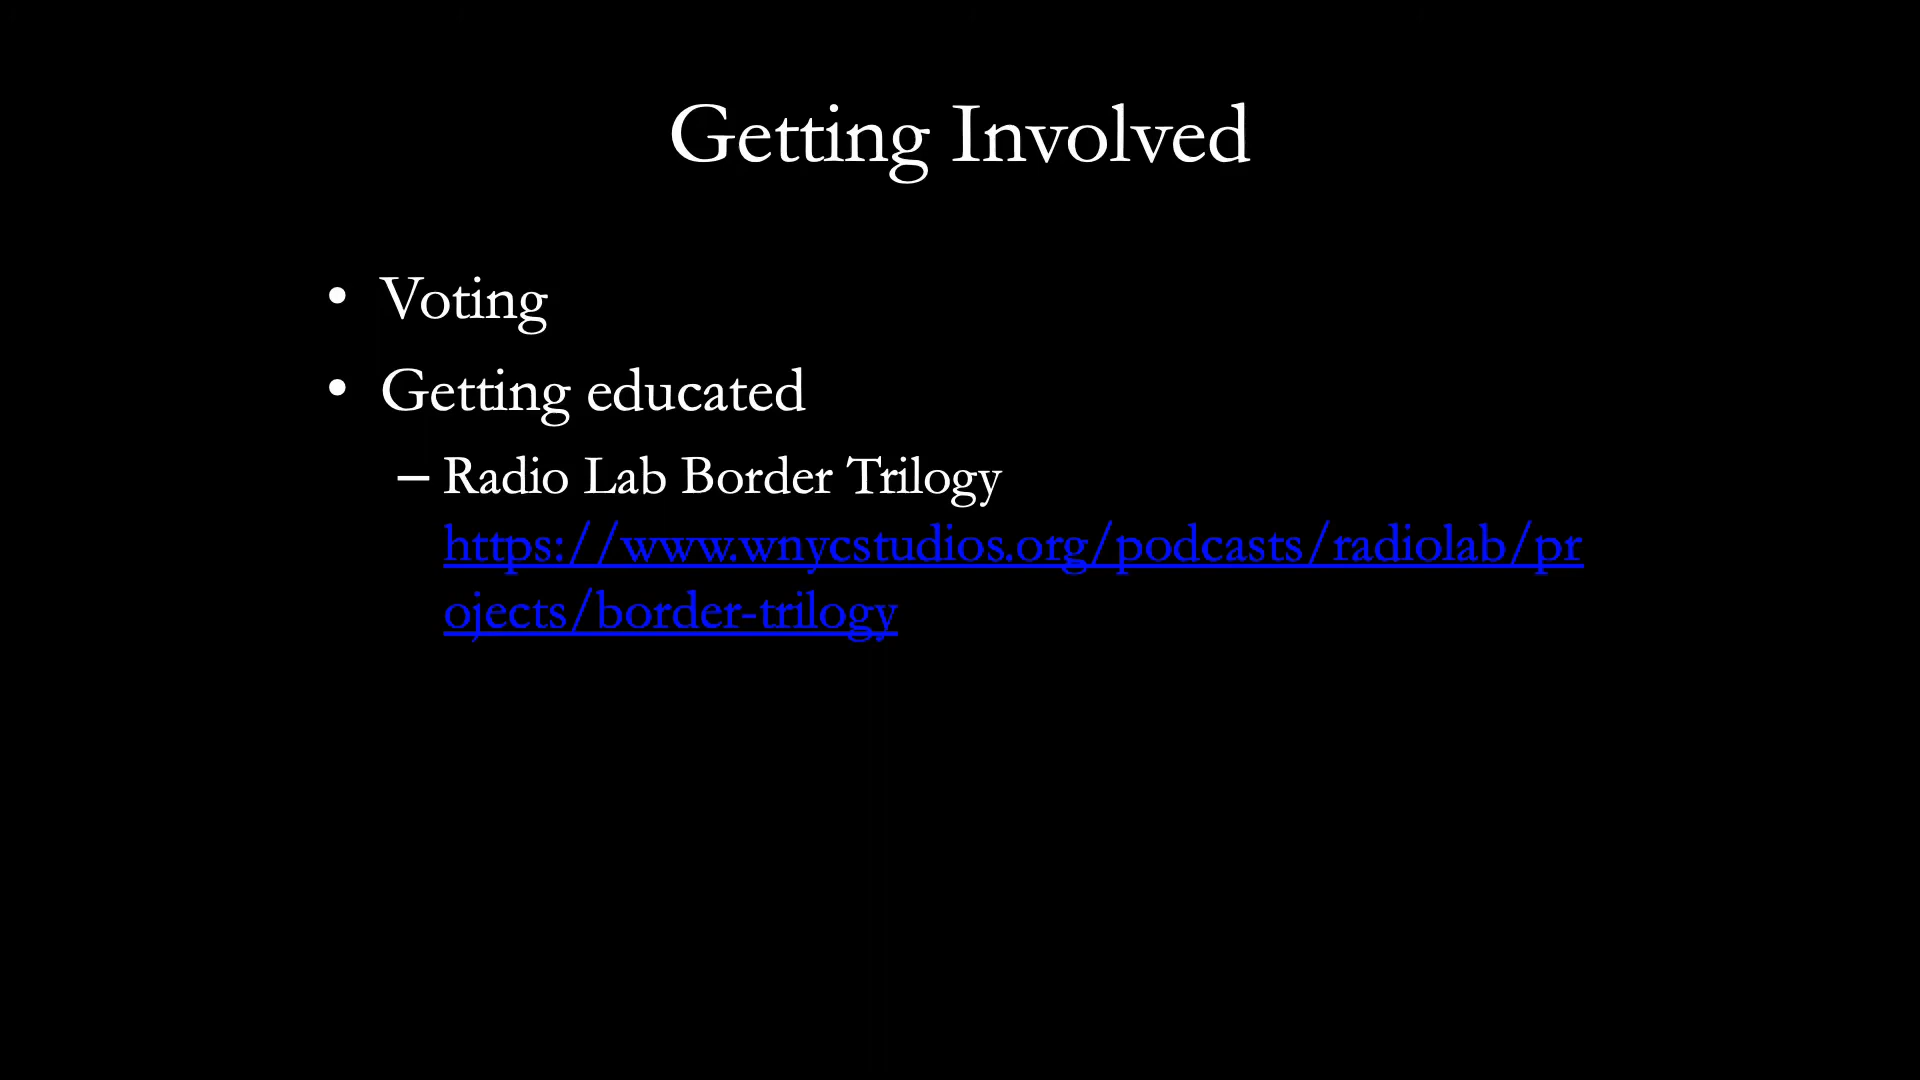 Getting Involved
• Voting
• Getting educated
– Radio Lab Border Trilogy
https://www.wnycstudios.org/podcasts/radiolab/pr
ojects/border-trilogy